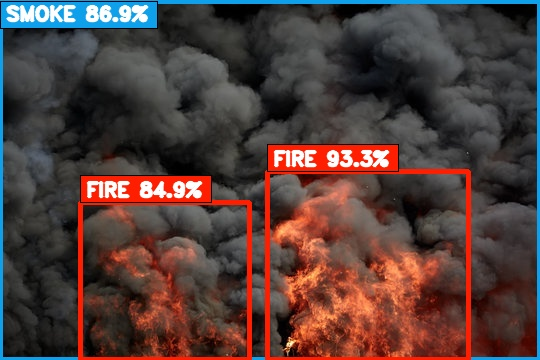 SMOKE 86.9%
FIRE 93.3%
FIRE 84.9%